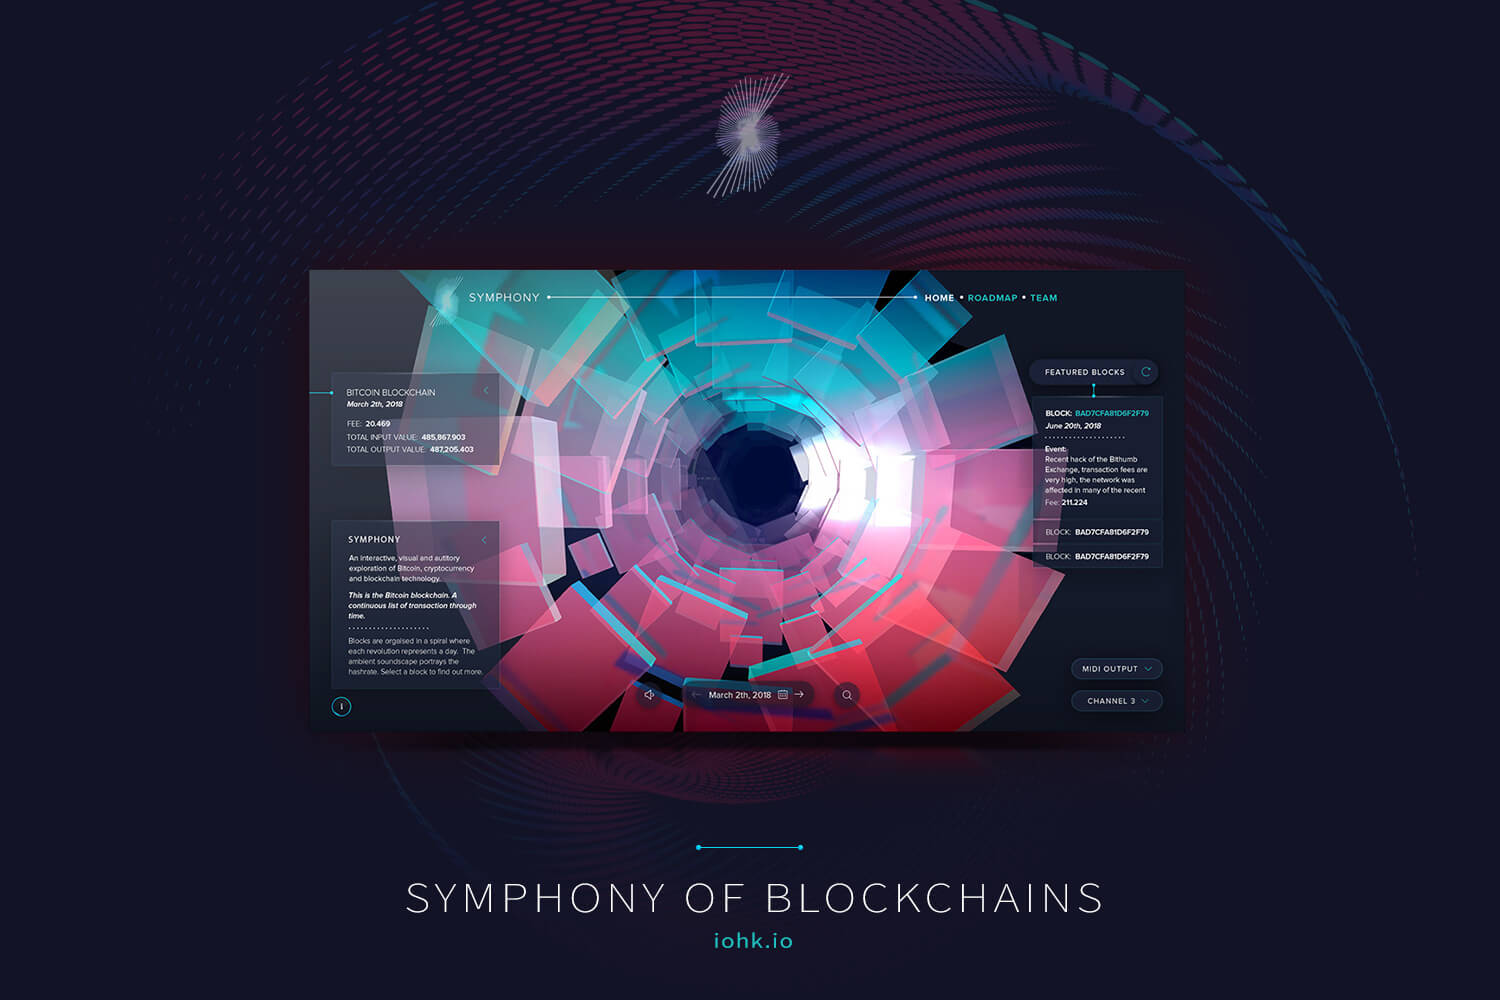 SYMPHONY
HOME • ROADMAP • TEAM
BITCOIN BLOCKCHAIN
March 2th, 2018
FEE: 20.469
TOTAL INPUT VALUE: 485,867.903
TOTAL OUTPUT VALUE: 487,205.403
SYMPHONY
An interactive, visual and autitory
exploration of Bitcoin, cryptocurrency
and blockchain technology.
This is the Bitcoin blockchain. A
continuous list of transaction through
time.
Blocks are orgaised in a spiral where
each revolution represents a day. The
ambient soundscape portrays the
hashrate. Select a block to find out more.
i
March 2th, 2018
FEATURED BLOCKS
BLOCK: BAD7CFA81D6F2F79
June 20th, 2018
Event:
Recent hack of the Bithumb
Exchange, transaction fees are
very high, the network was
affected in many of the recent
Fee: 211.224
BLOCK: BAD7CFA81D6F2F79
BLOCK: BAD7CFA81D6F2F79
MIDI OUTPUT
CHANNEL 3
SYMPHONY OF BLOCKCHAINS
iohk.io